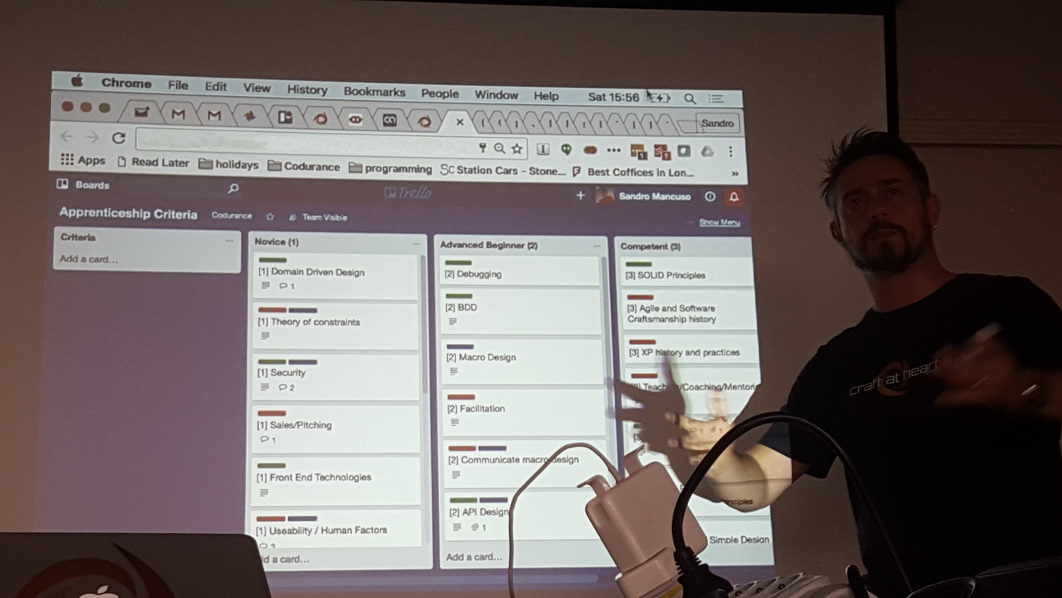 Chrome File Edit View History Bookmarks People Window Help Sat 15:56
Sandro
Apps Read Later holidays Codurance programming SC Station Cars - Stone... Best Coffices in Lon... »
Boards Trello + Sandro Mancuso
Apprenticeship Criteria Codurance Team Visible Show Menu
Criteria
Add a card...
Novice (1)
[1] Domain Driven Design
1
[1] Theory of constraints
[1] Security
2
[1] Sales/Pitching
1
[1] Front End Technologies
[1] Useability / Human Factors
d a card...
Advanced Beginner (2)
[2] Debugging
[2] BDD
[2] Macro Design
[2] Facilitation
[2] Communicate macro design
[2] API Design
1
Add a card...
Competent (3)
[3] SOLID Principles
[3] Agile and Software
Craftsmanship history
[3] XP history and practices
/Coaching/Mentorin
Simple Design
craft at heart